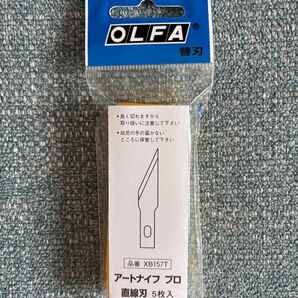 OLFA®
替刃
●良く切れますから
取り扱いに注意して下さい
●幼児の手の届かない
ところに保管して下さい
品番 XB157T
アートナイフ プロ
直線刃 5枚入